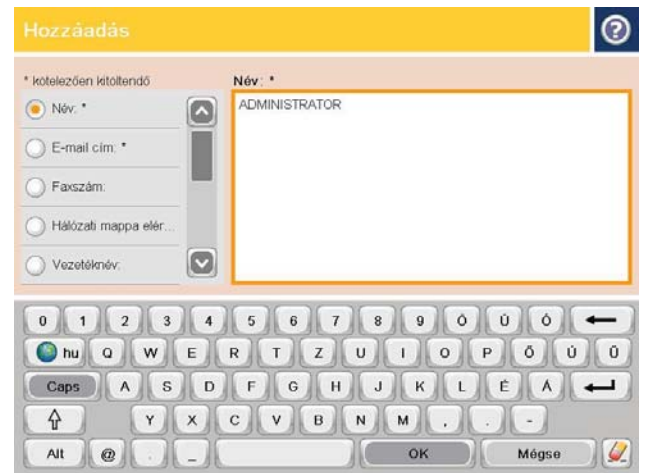 Hozzáadás
* kötelezően kitöltendő
Név: *
Név: *
E-mail cím: *
Faxszám:
Hálózati mappa elér...
Vezetéknév:
ADMINISTRATOR
0 1 2 3 4 5 6 7 8 9 Ö Ü Ó
hu Q W E R T Z U I O P Ő Ú Ű
Caps A S D F G H J K L É Á
Y X C V B N M , . -
Alt @ . _ OK Mégse